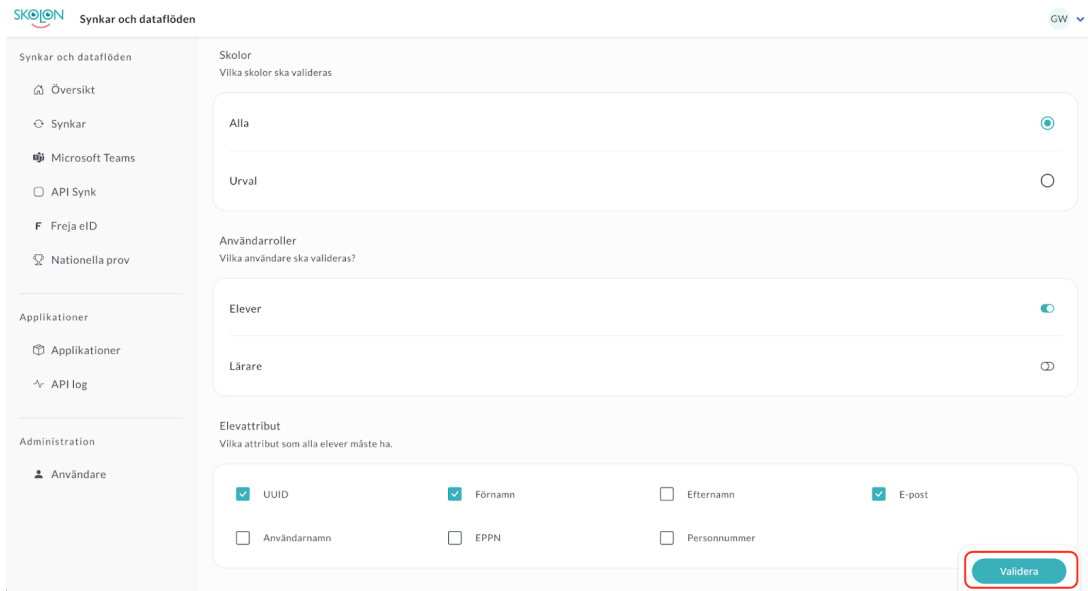 SKOLON
Synkar och dataflöden
GW
Synkar och dataflöden
Översikt
Synkar
Microsoft Teams
API Synk
F Freja eID
Nationella prov
Applikationer
Applikationer
API log
Administration
Användare
Skolor
Vilka skolor ska valideras
Alla
Urval
Användarroller
Vilka användare ska valideras?
Elever
Lärare
Elevattribut
Vilka attribut som alla elever måste ha.
UUID Förnamn Efternamn E-post
Användarnamn EPPN Personnummer
Validera